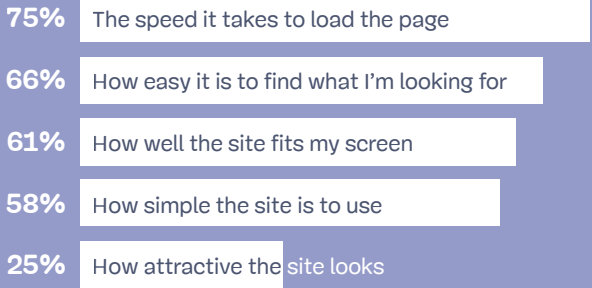 75% The speed it takes to load the page
66% How easy it is to find what I’m looking for
61% How well the site fits my screen
58% How simple the site is to use
25% How attractive the site looks